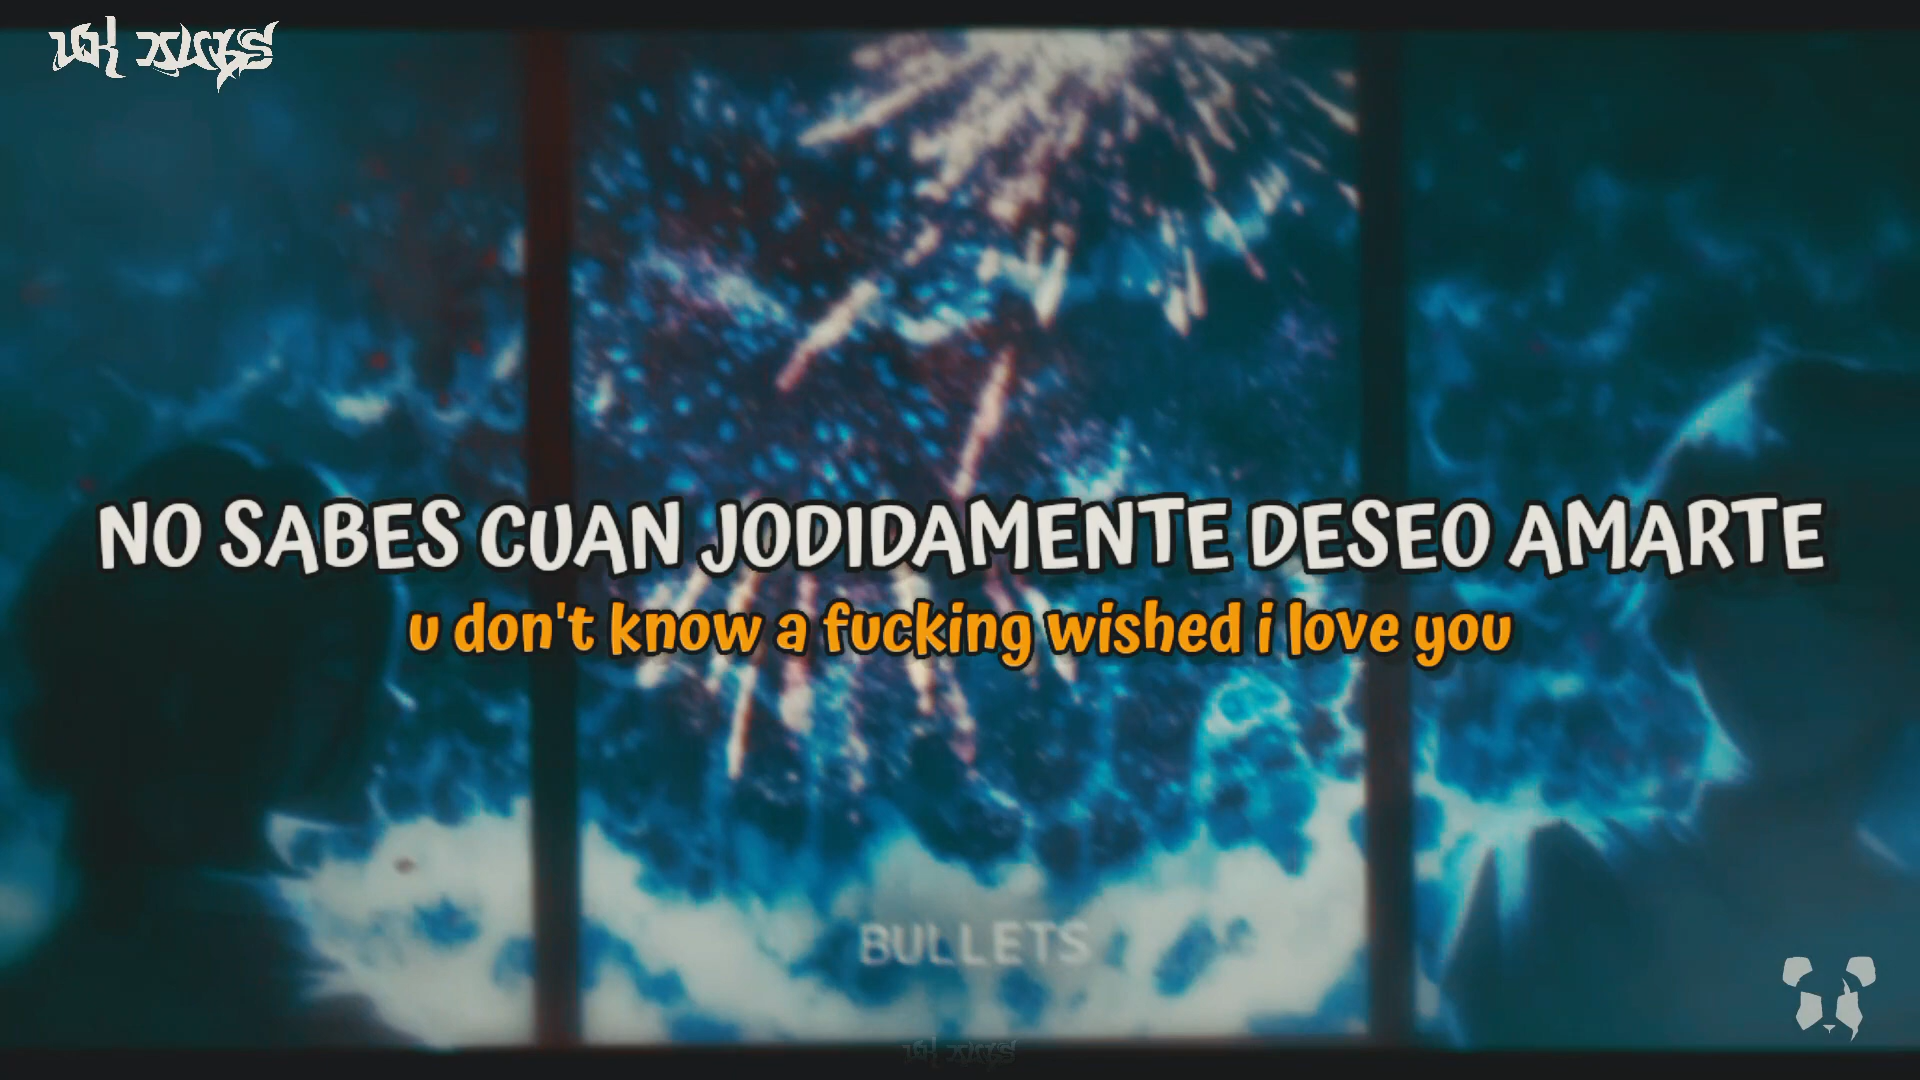 NO SABES CUAN JODIDAMENTE DESEO AMARTE
u don't know a fucking wished i love you
BULLETS